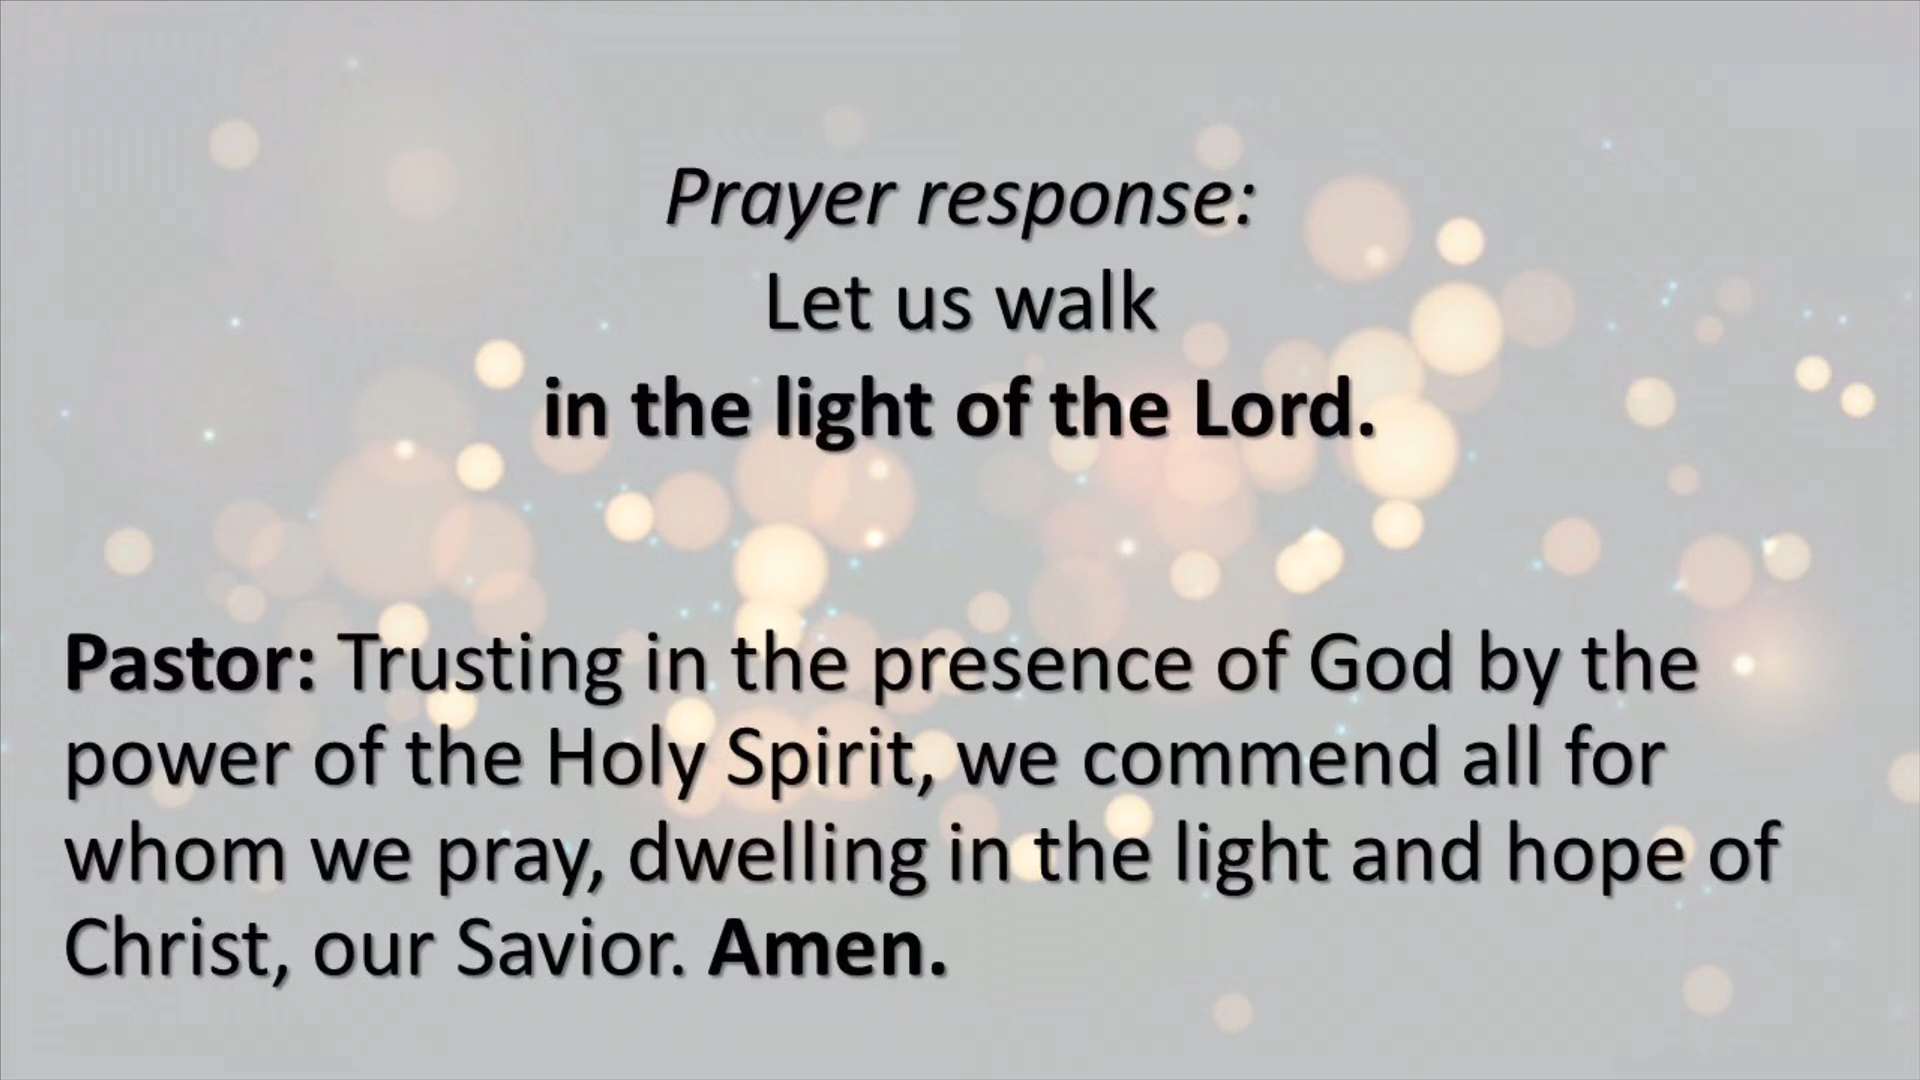 Prayer response:
Let us walk
in the light of the Lord.
Pastor: Trusting in the presence of God by the
power of the Holy Spirit, we commend all for
whom we pray, dwelling in the light and hope of
Christ, our Savior. Amen.